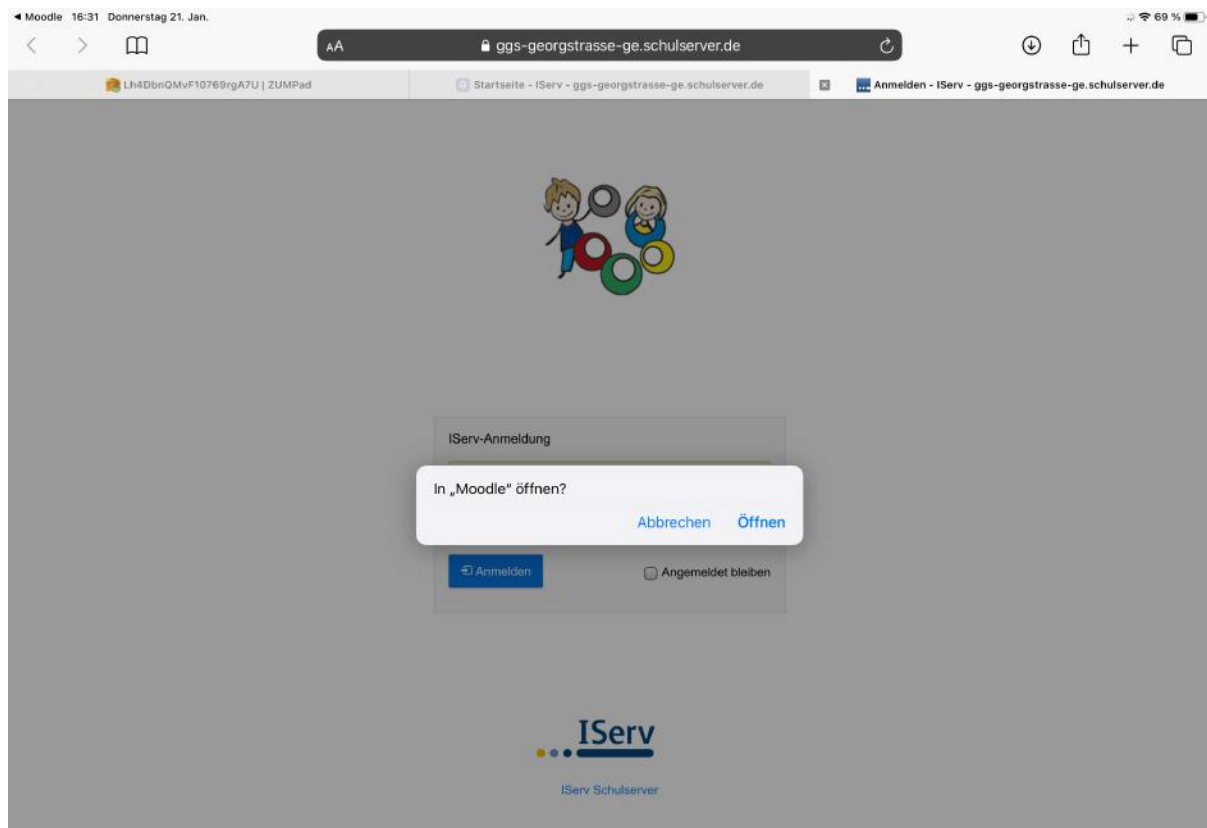 ◀ Moodle 16:31 Donnerstag 21. Jan. 69 %
AA ggs-georgstrasse-ge.schulserver.de
Lh4DbnQMvF10769rgA7U | ZUMPad Startseite - IServ - ggs-georgstrasse-ge.schulserver.de Anmelden - IServ - ggs-georgstrasse-ge.schulserver.de
IServ-Anmeldung
In „Moodle“ öffnen?
Abbrechen Öffnen
Anmelden Angemeldet bleiben
IServ
IServ Schulserver